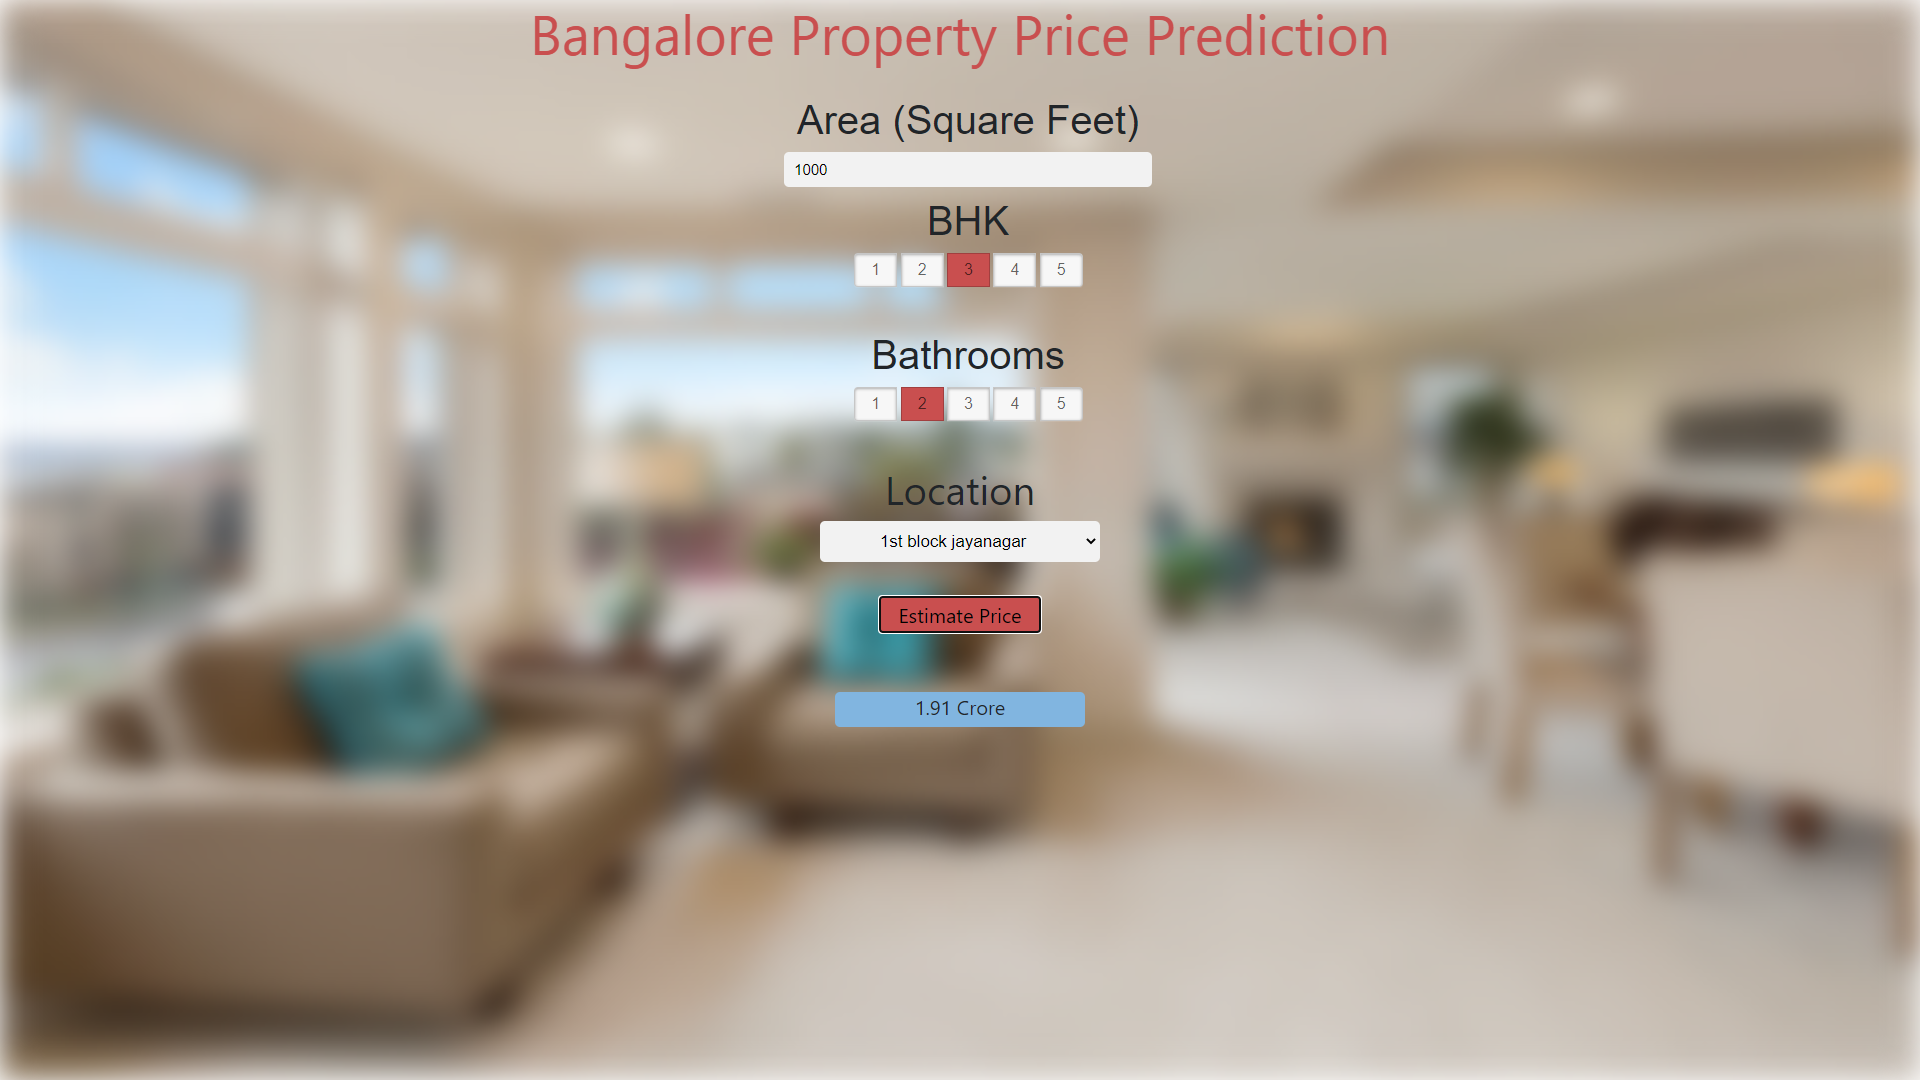 Bangalore Property Price Prediction
Area (Square Feet)
1000
BHK
1 2 3 4 5
Bathrooms
1 2 3 4 5
Location
1st block jayanagar
Estimate Price
1.91 Crore